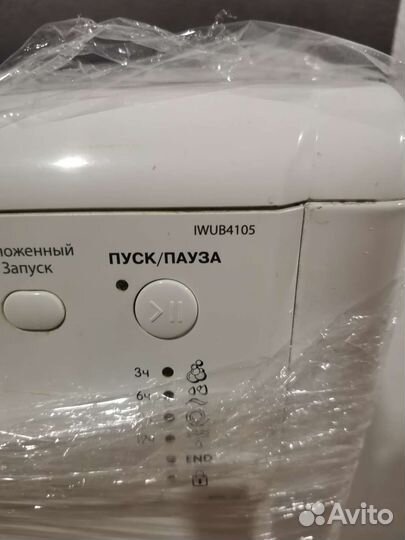 IWUB4105
ложенный
Запуск
ПУСК/ПАУЗА
3ч
6ч
END
Avito